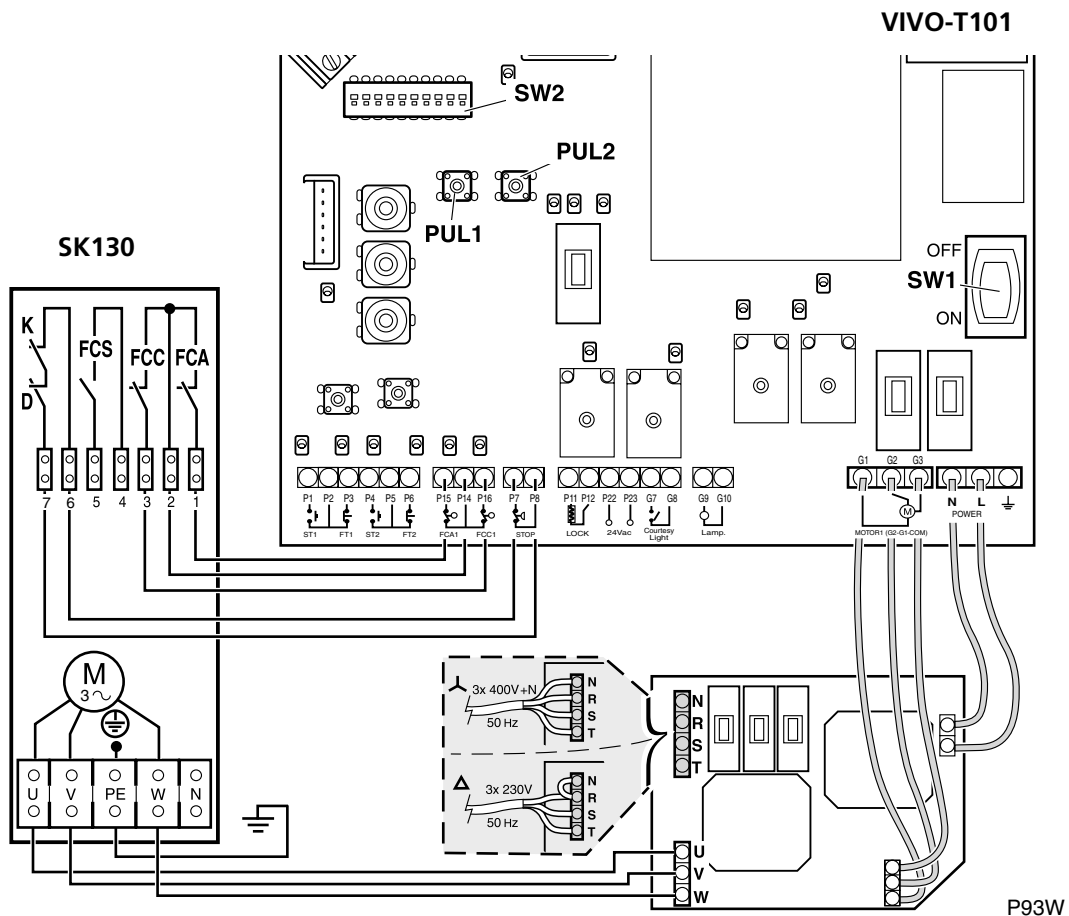 VIVO-T101
SW2
PUL2
PUL1
SK130
OFF
SW1
ON
K
FCS
FCC
FCA
D
7 6 5 4 3 2 1
G1 G2 G3
P1 P2 P3 P4 P5 P6 P15 P14 P16 P7 P8 P11 P12 P22 P23 G7 G8 G9 G10
N L
POWER
M
ST1 FT1 ST2 FT2 FCA1 FCC1 STOP LOCK 24Vac Courtesy Light Lamp.
MOTOR1 (G2-G1-COM)
M
3~
3x 400V+N
50 Hz
N
R
S
T
3x 230V
50 Hz
N
R
S
T
N
R
S
T
U V PE W N
U
V
W
P93W